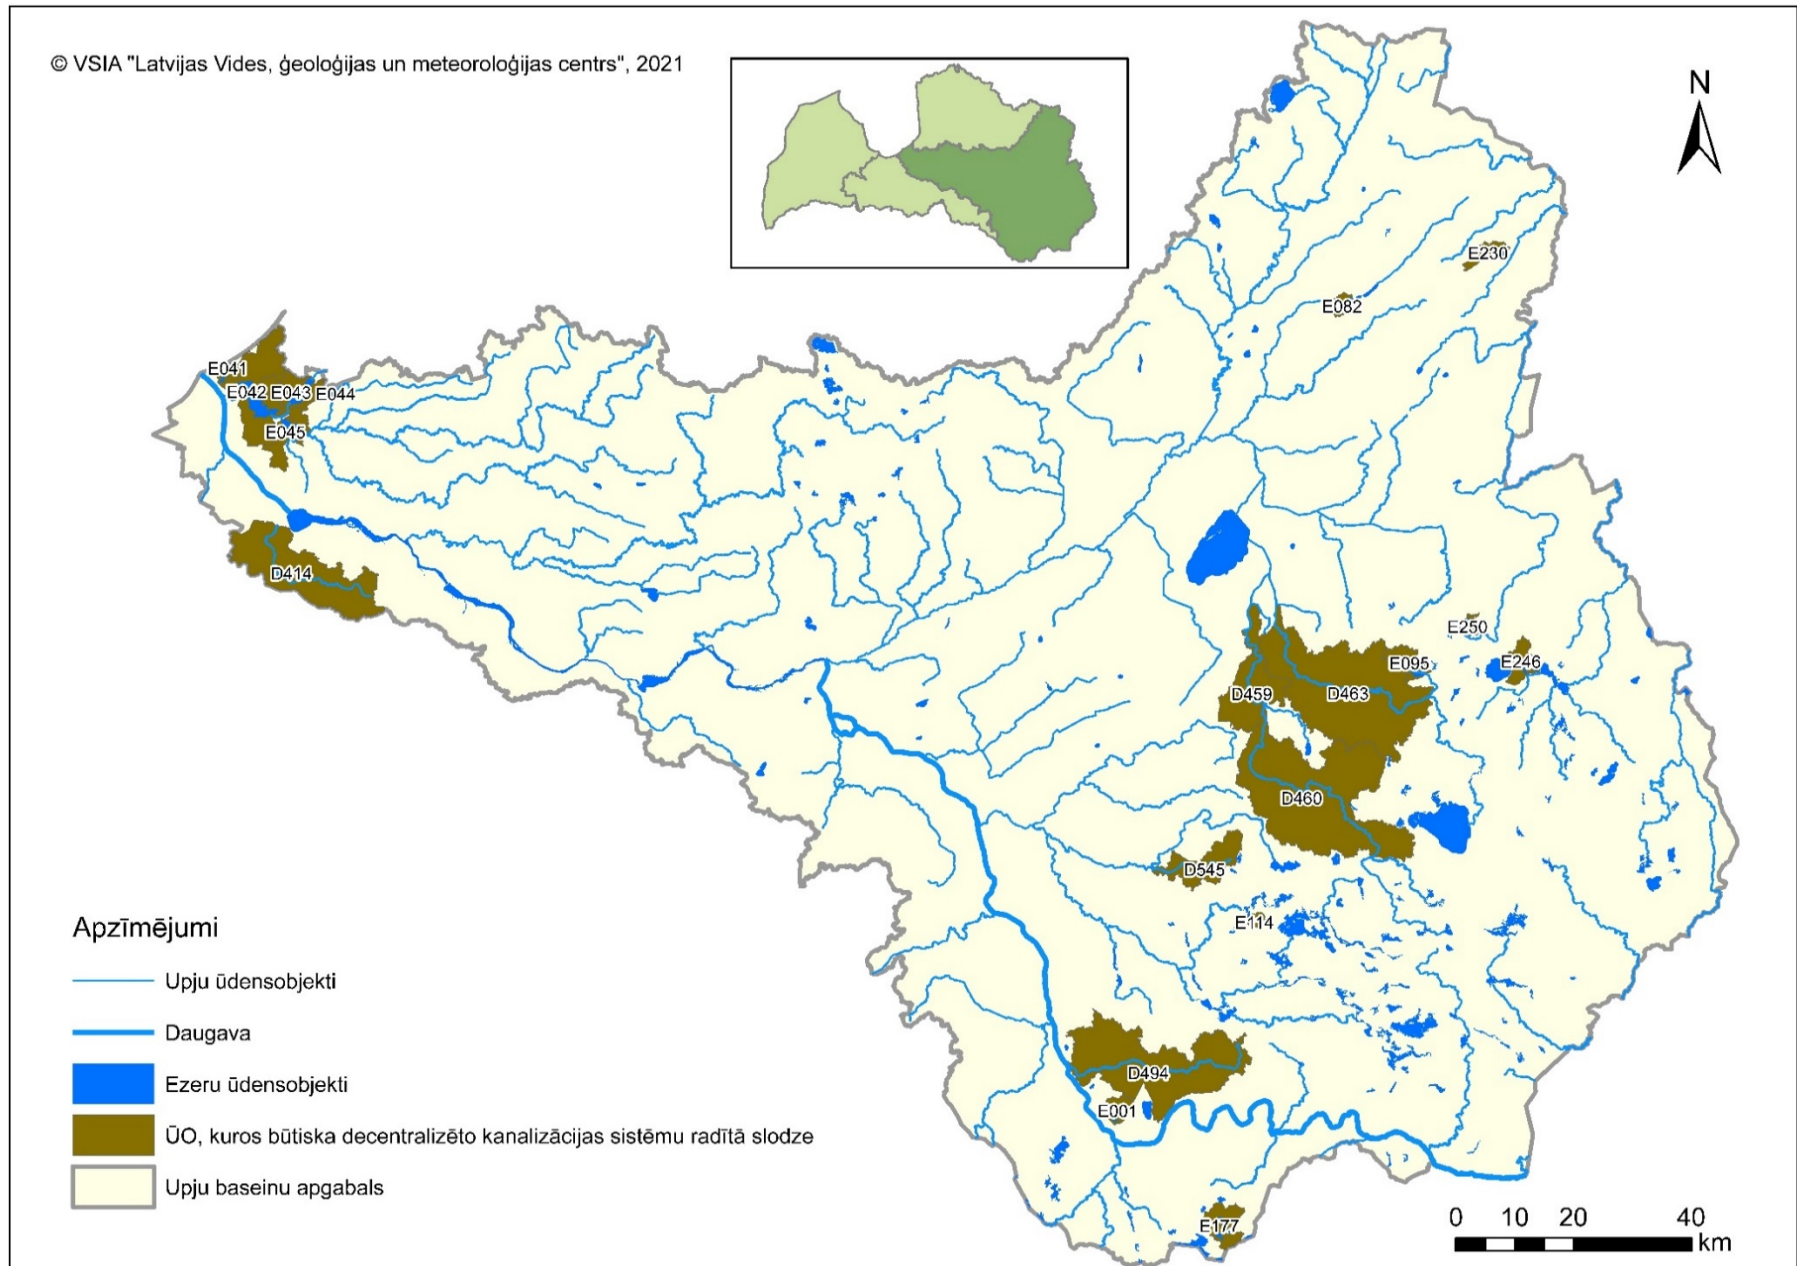 © VSIA "Latvijas Vides, ģeoloģijas un meteoroloģijas centrs", 2021
N
E230
E082
E041
E042
E043
E044
E045
D414
E250
E246
E095
D459
D463
D460
D545
E114
D494
E001
E177
Apzīmējumi
Upju ūdensobjekti
Daugava
Ezeru ūdensobjekti
ŪO, kuros būtiska decentralizēto kanalizācijas sistēmu radītā slodze
Upju baseinu apgabals
0 10 20 40
km